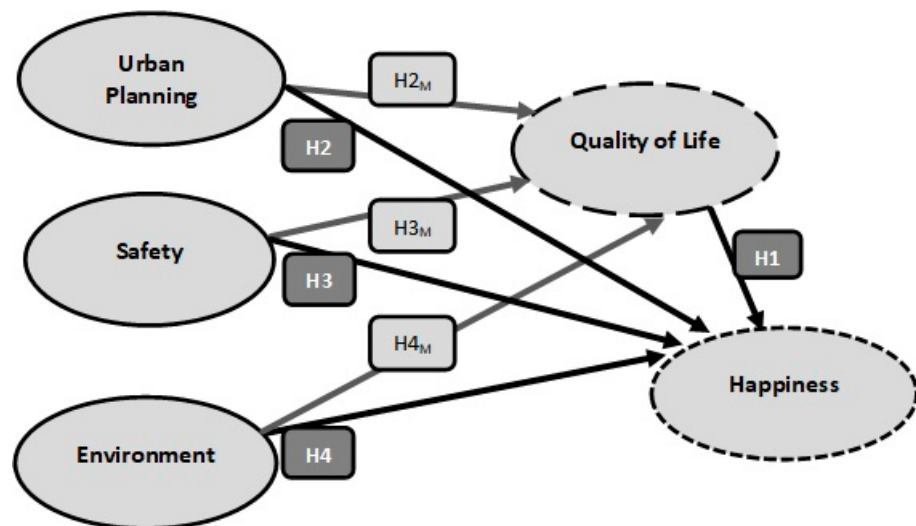 Urban
Planning
H2M
H2
Quality of Life
Safety
H3M
H3
H1
H4M
Happiness
Environment
H4